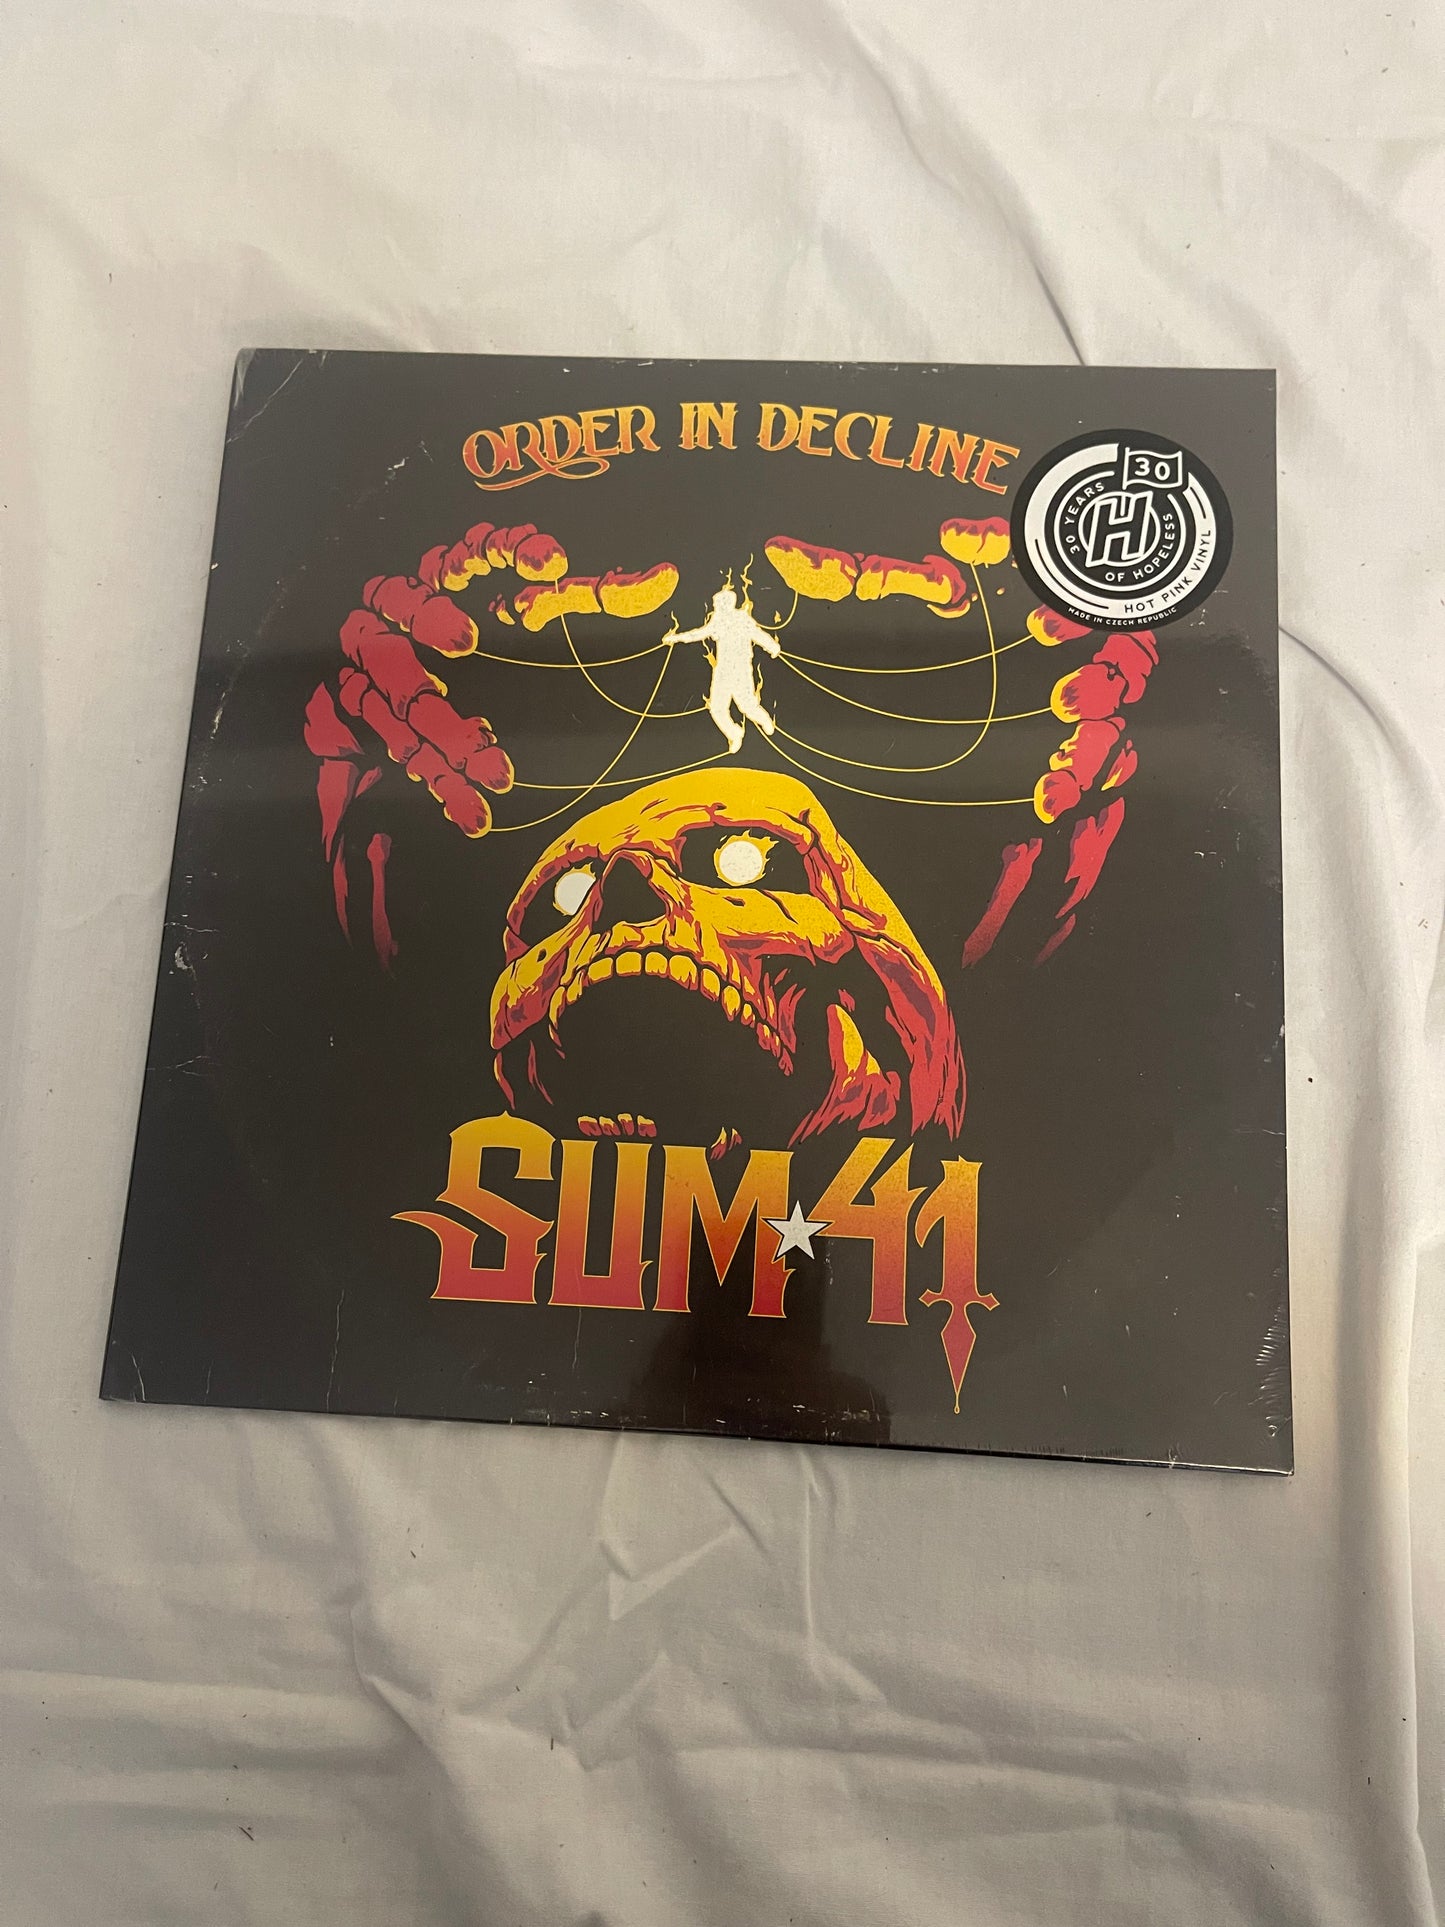 ORDER IN DECLINE
30
30 YEARS
OF HOPELESS
H
HOT PINK VINYL
MADE IN CZECH REPUBLIC
SUM 41